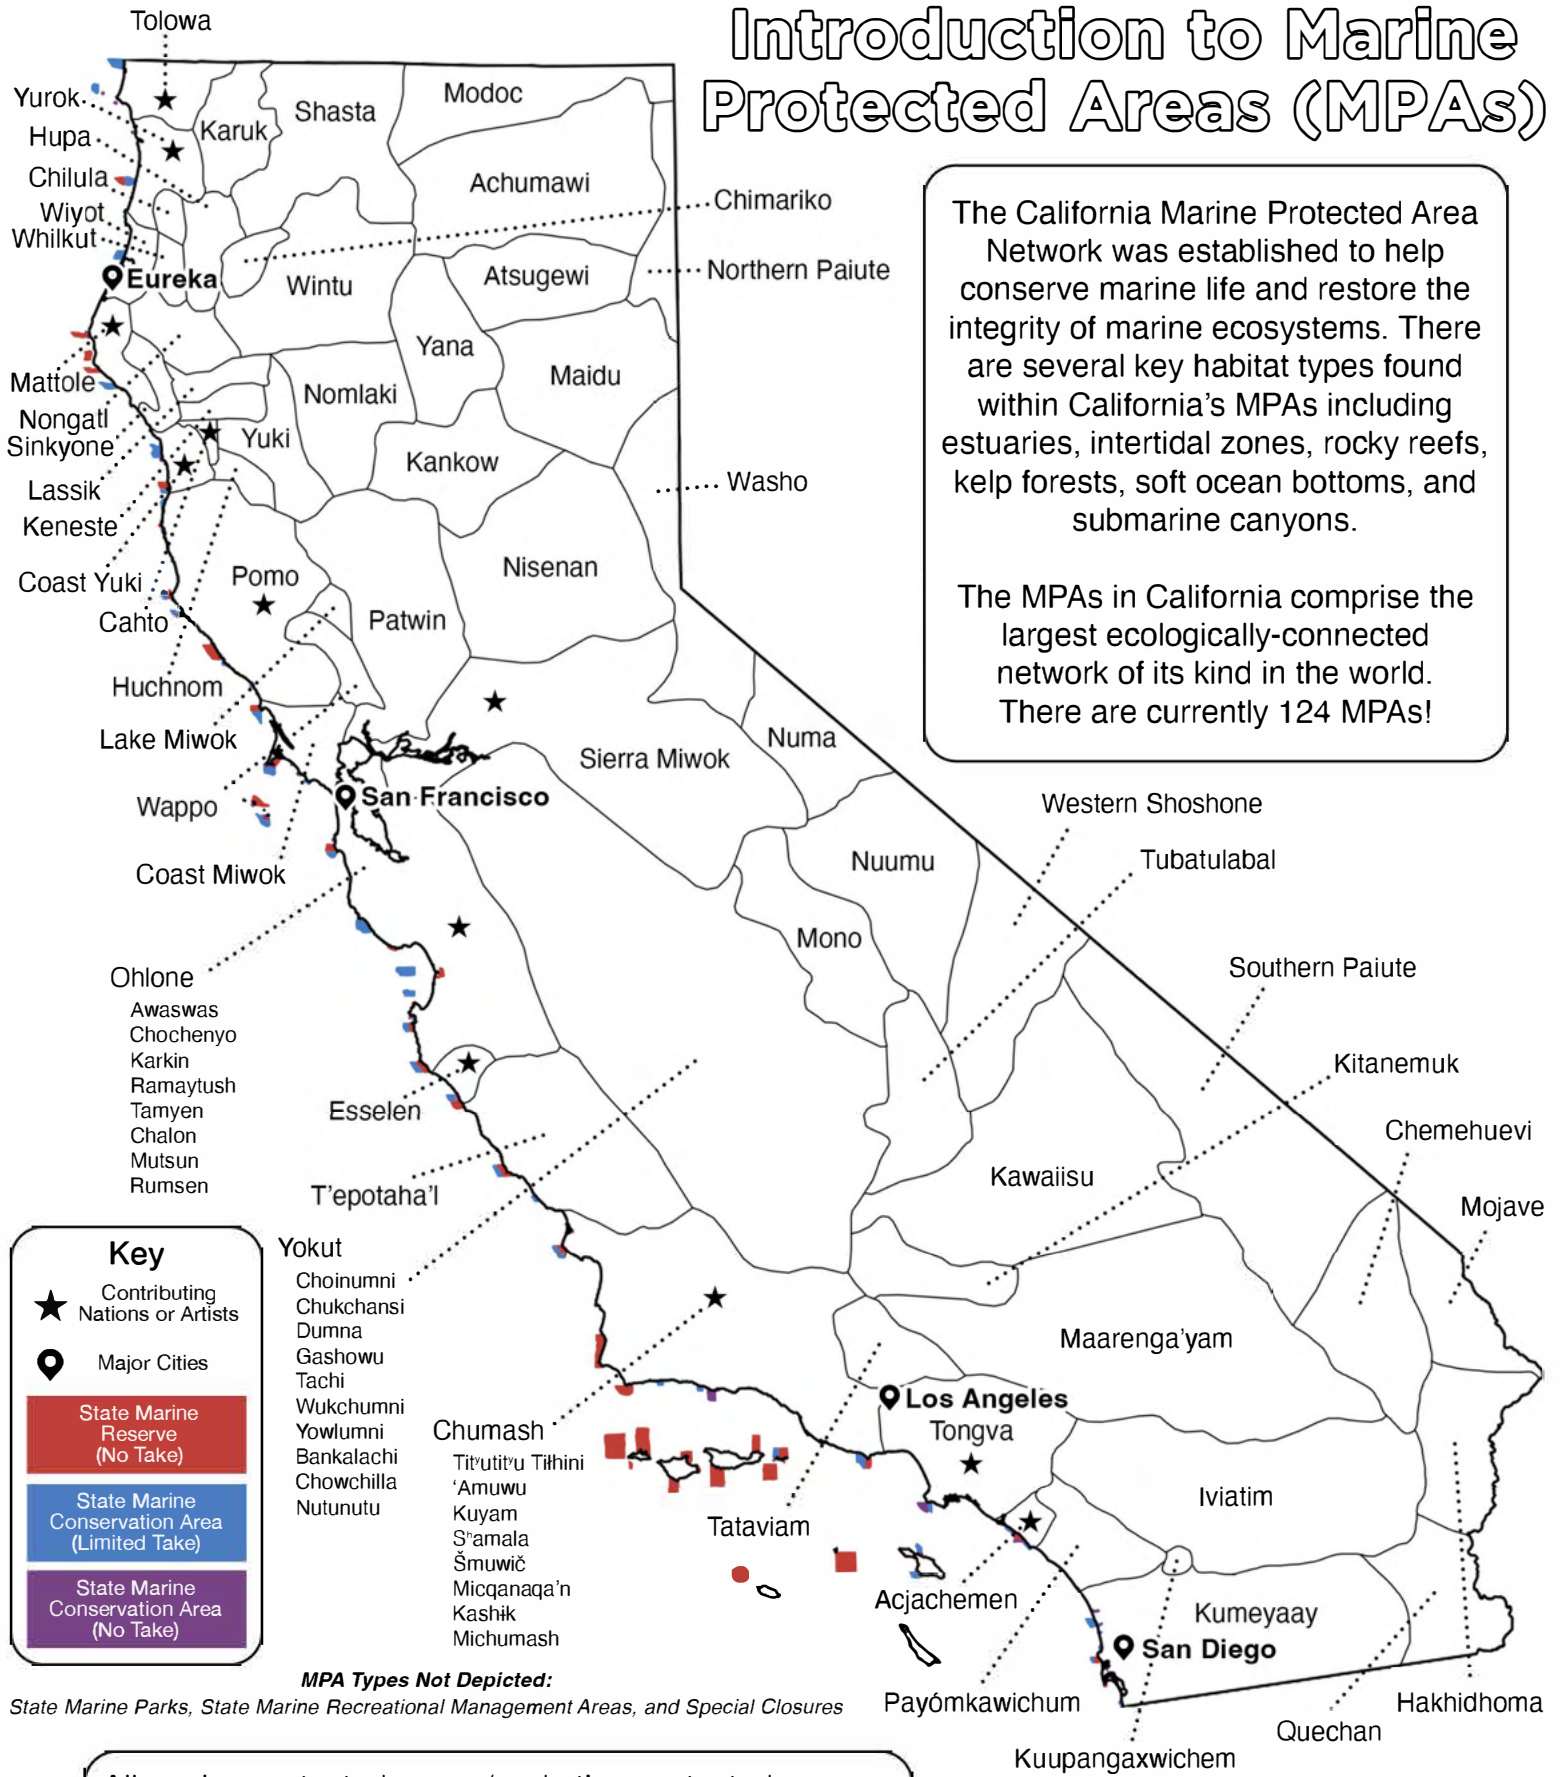 Introduction to Marine
Protected Areas (MPAs)
The California Marine Protected Area
Network was established to help
conserve marine life and restore the
integrity of marine ecosystems. There
are several key habitat types found
within California's MPAs including
estuaries, intertidal zones, rocky reefs,
kelp forests, soft ocean bottoms, and
submarine canyons.
The MPAs in California comprise the
largest ecologically-connected
network of its kind in the world.
There are currently 124 MPAs!
Tolowa
Yurok
Hupa
Chilula
Wiyot
Whilkut
Eureka
Karuk
Shasta
Modoc
Achumawi
Chimariko
Northern Paiute
Atsugewi
Wintu
Yana
Maidu
Nomlaki
Mattole
Nongatl
Sinkyone
Yuki
Kankow
Lassik
Keneste
Washo
Coast Yuki
Pomo
Nisenan
Cahto
Patwin
Huchnom
Lake Miwok
Sierra Miwok
Numa
Wappo
San Francisco
Coast Miwok
Western Shoshone
Tubatulabal
Nuumu
Mono
Southern Paiute
Ohlone
Awaswas
Chochenyo
Karkin
Ramaytush
Tamyen
Chalon
Mutsun
Rumsen
Esselen
T'epotaha'l
Kitanemuk
Chemehuevi
Kawaiisu
Mojave
Yokut
Choinumni
Chukchansi
Dumna
Gashowu
Tachi
Wukchumni
Yowlumni
Bankalachi
Chowchilla
Nutunutu
Maarenga'yam
Los Angeles
Tongva
Chumash
Titʸutitʸu Tiłhini
‘Amuwu
Kuyam
Sʰamala
Šmuwič
Micqanaqa'n
Kashɨk
Michumash
Tataviam
Iviatim
Acjachemen
Kumeyaay
San Diego
Payómkawichum
Hakhidhoma
Quechan
Kuupangaxwichem
Key
Contributing
Nations or Artists
Major Cities
State Marine
Reserve
(No Take)
State Marine
Conservation Area
(Limited Take)
State Marine
Conservation Area
(No Take)
MPA Types Not Depicted:
State Marine Parks, State Marine Recreational Management Areas, and Special Closures